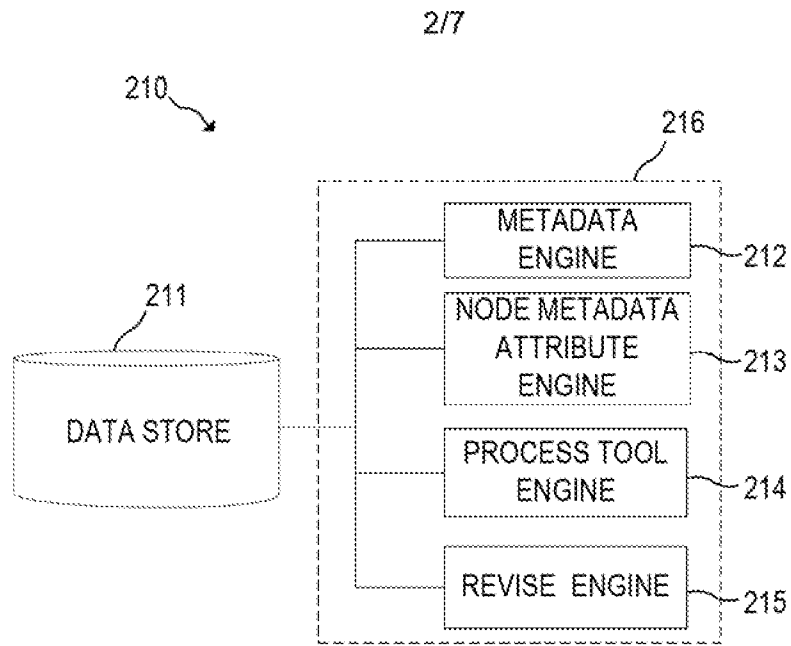 2/7
210
216
METADATA
ENGINE
212
211
NODE METADATA
ATTRIBUTE
ENGINE
213
DATA STORE
PROCESS TOOL
ENGINE
214
REVISE ENGINE
215